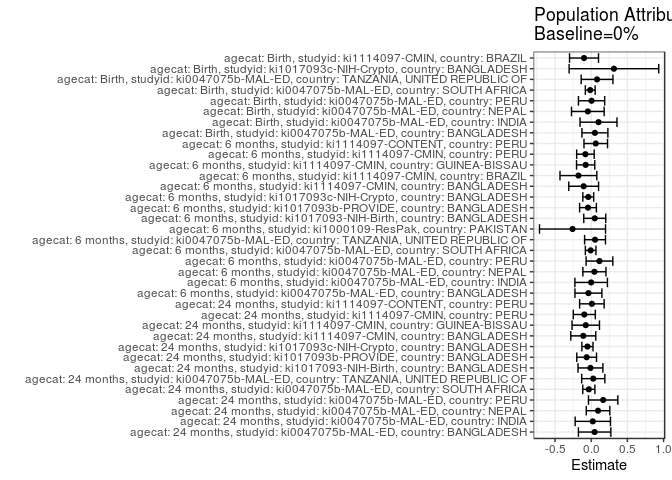 Population Attribu
Baseline=0%
agecat: Birth, studyid: ki1114097-CMIN, country: BRAZIL
agecat: Birth, studyid: ki1017093c-NIH-Crypto, country: BANGLADESH
agecat: Birth, studyid: ki0047075b-MAL-ED, country: TANZANIA, UNITED REPUBLIC OF
agecat: Birth, studyid: ki0047075b-MAL-ED, country: SOUTH AFRICA
agecat: Birth, studyid: ki0047075b-MAL-ED, country: PERU
agecat: Birth, studyid: ki0047075b-MAL-ED, country: NEPAL
agecat: Birth, studyid: ki0047075b-MAL-ED, country: INDIA
agecat: Birth, studyid: ki0047075b-MAL-ED, country: BANGLADESH
agecat: 6 months, studyid: ki1114097-CONTENT, country: PERU
agecat: 6 months, studyid: ki1114097-CMIN, country: PERU
agecat: 6 months, studyid: ki1114097-CMIN, country: GUINEA-BISSAU
agecat: 6 months, studyid: ki1114097-CMIN, country: BRAZIL
agecat: 6 months, studyid: ki1114097-CMIN, country: BANGLADESH
agecat: 6 months, studyid: ki1017093c-NIH-Crypto, country: BANGLADESH
agecat: 6 months, studyid: ki1017093b-PROVIDE, country: BANGLADESH
agecat: 6 months, studyid: ki1017093-NIH-Birth, country: BANGLADESH
agecat: 6 months, studyid: ki1000109-ResPak, country: PAKISTAN
agecat: 6 months, studyid: ki0047075b-MAL-ED, country: TANZANIA, UNITED REPUBLIC OF
agecat: 6 months, studyid: ki0047075b-MAL-ED, country: SOUTH AFRICA
agecat: 6 months, studyid: ki0047075b-MAL-ED, country: PERU
agecat: 6 months, studyid: ki0047075b-MAL-ED, country: NEPAL
agecat: 6 months, studyid: ki0047075b-MAL-ED, country: INDIA
agecat: 6 months, studyid: ki0047075b-MAL-ED, country: BANGLADESH
agecat: 24 months, studyid: ki1114097-CONTENT, country: PERU
agecat: 24 months, studyid: ki1114097-CMIN, country: PERU
agecat: 24 months, studyid: ki1114097-CMIN, country: GUINEA-BISSAU
agecat: 24 months, studyid: ki1114097-CMIN, country: BANGLADESH
agecat: 24 months, studyid: ki1017093c-NIH-Crypto, country: BANGLADESH
agecat: 24 months, studyid: ki1017093b-PROVIDE, country: BANGLADESH
agecat: 24 months, studyid: ki1017093-NIH-Birth, country: BANGLADESH
agecat: 24 months, studyid: ki0047075b-MAL-ED, country: TANZANIA, UNITED REPUBLIC OF
agecat: 24 months, studyid: ki0047075b-MAL-ED, country: SOUTH AFRICA
agecat: 24 months, studyid: ki0047075b-MAL-ED, country: PERU
agecat: 24 months, studyid: ki0047075b-MAL-ED, country: NEPAL
agecat: 24 months, studyid: ki0047075b-MAL-ED, country: INDIA
agecat: 24 months, studyid: ki0047075b-MAL-ED, country: BANGLADESH
-0.5 0.0 0.5 1.0
Estimate